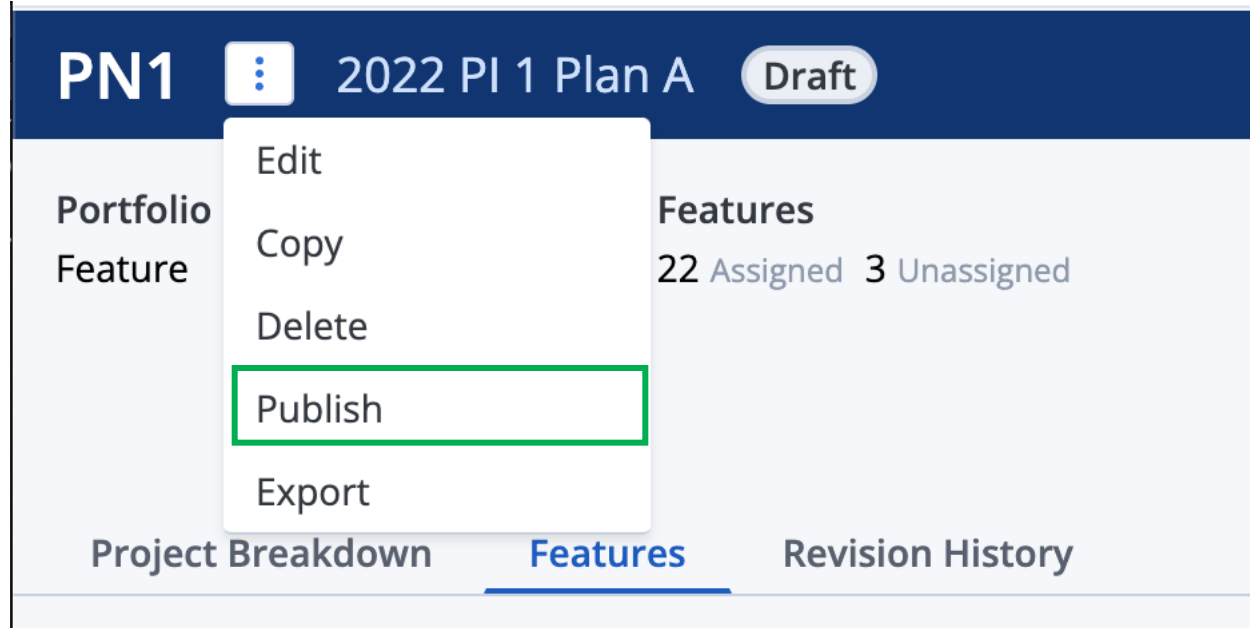 PN1 2022 PI 1 Plan A Draft
Edit
Copy
Delete
Publish
Export
Portfolio
Feature
Features
22 Assigned 3 Unassigned
Project Breakdown Features Revision History